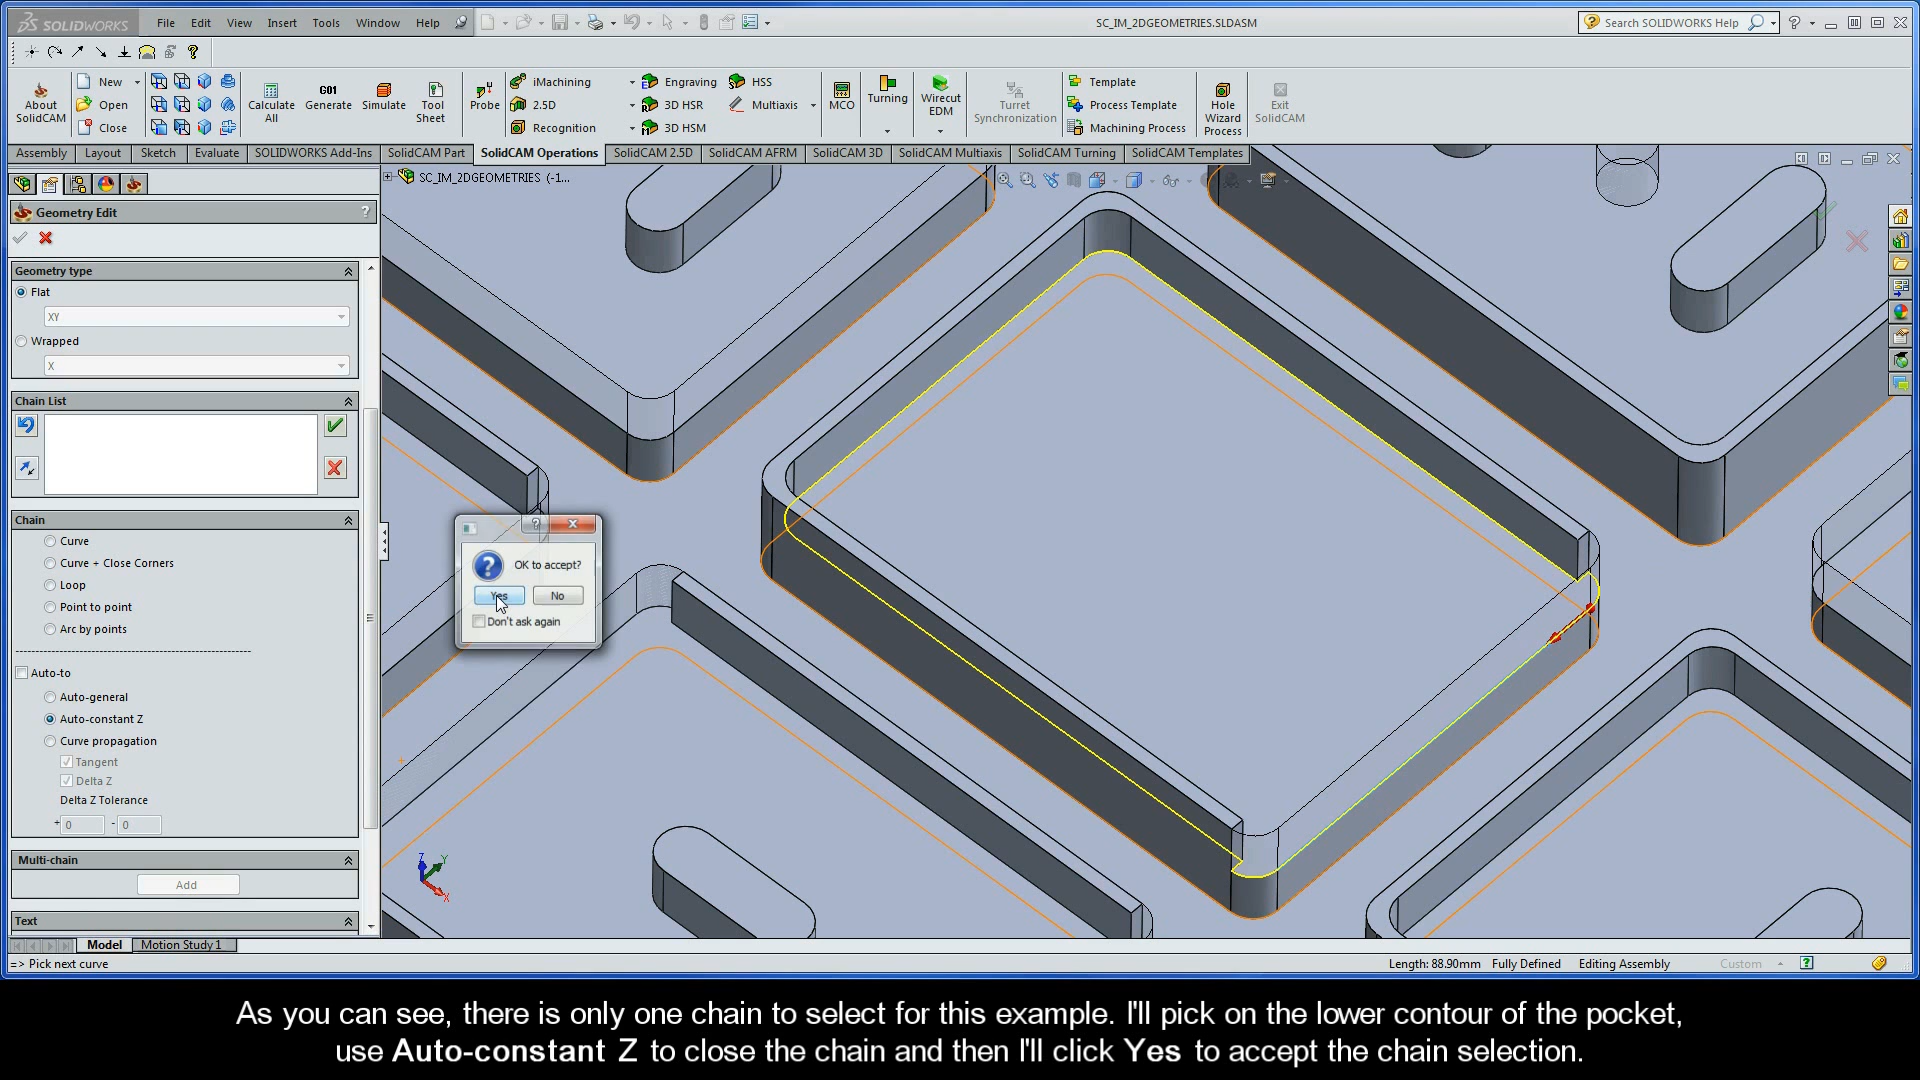 SOLIDWORKS File Edit View Insert Tools Window Help SC_IM_2DGEOMETRIES.SLDASM Search SOLIDWORKS Help
About SolidCAM
New
Open
Close
Calculate All
G01 Generate
Simulate
Tool Sheet
Probe
iMachining
2.5D
Recognition
Engraving
3D HSR
3D HSM
HSS
Multiaxis
MCO
Turning
Wirecut EDM
Turret Synchronization
Template
Process Template
Machining Process
Hole Wizard Process
Exit SolidCAM
Assembly Layout Sketch Evaluate SOLIDWORKS Add-Ins SolidCAM Part SolidCAM Operations SolidCAM 2.5D SolidCAM AFRM SolidCAM 3D SolidCAM Multiaxis SolidCAM Turning SolidCAM Templates
SC_IM_2DGEOMETRIES (-1...
Geometry Edit ?
Geometry type
Flat
XY
Wrapped
X
Chain List
Chain
Curve
Curve + Close Corners
Loop
Point to point
Arc by points
Auto-to
Auto-general
Auto-constant Z
Curve propagation
Tangent
Delta Z
Delta Z Tolerance
+ 0 - 0
Multi-chain
Add
Text
OK to accept?
Yes No
Don't ask again
Z Y X
Model Motion Study 1
=> Pick next curve Length: 88.90mm Fully Defined Editing Assembly Custom
As you can see, there is only one chain to select for this example. I'll pick on the lower contour of the pocket,
use Auto-constant Z to close the chain and then I'll click Yes to accept the chain selection.